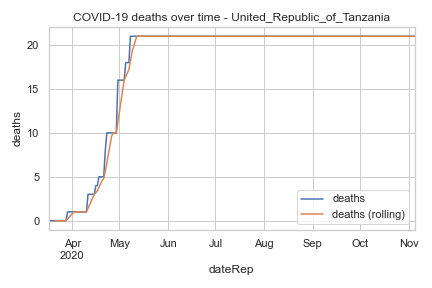 COVID-19 deaths over time - United_Republic_of_Tanzania
deaths
20
15
10
5
0
deaths
deaths (rolling)
Apr May Jun Jul Aug Sep Oct Nov
2020
dateRep